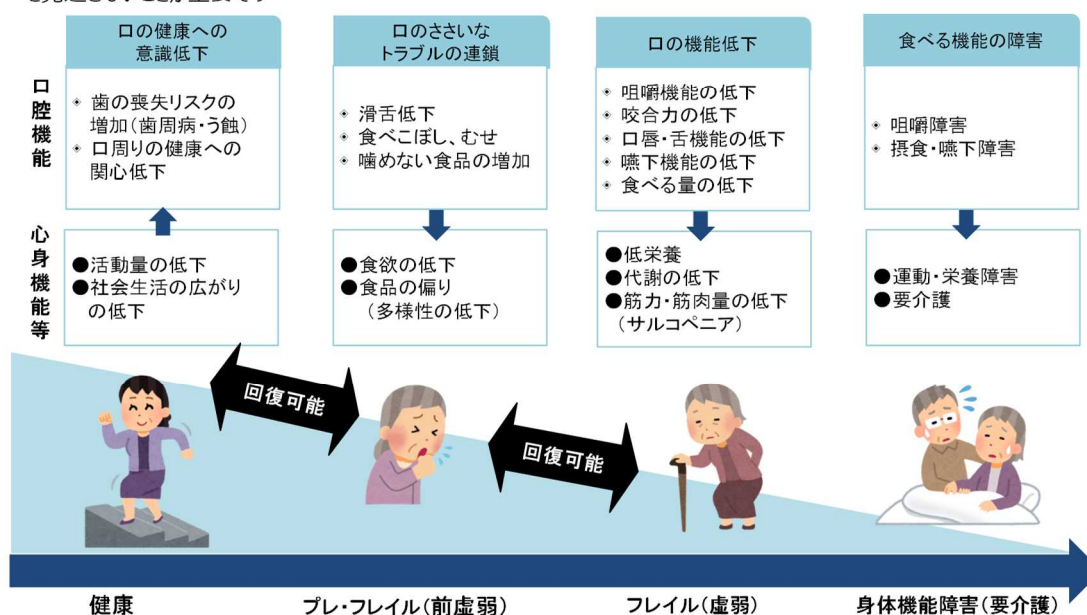 口の健康への
意識低下
口のささいな
トラブルの連鎖
口の機能低下
食べる機能の障害
口腔機能
◈ 歯の喪失リスクの
増加(歯周病・う蝕)
◈ 口周りの健康への
関心低下
◈ 滑舌低下
◈ 食べこぼし、むせ
◈ 噛めない食品の増加
◈ 咀嚼機能の低下
◈ 咬合力の低下
◈ 口唇・舌機能の低下
◈ 嚥下機能の低下
◈ 食べる量の低下
◈ 咀嚼障害
◈ 摂食・嚥下障害
心身機能等
●活動量の低下
●社会生活の広がり
の低下
●食欲の低下
●食品の偏り
(多様性の低下)
●低栄養
●代謝の低下
●筋力・筋肉量の低下
(サルコペニア)
●運動・栄養障害
●要介護
回復可能
回復可能
健康
プレ・フレイル(前虚弱)
フレイル(虚弱)
身体機能障害(要介護)